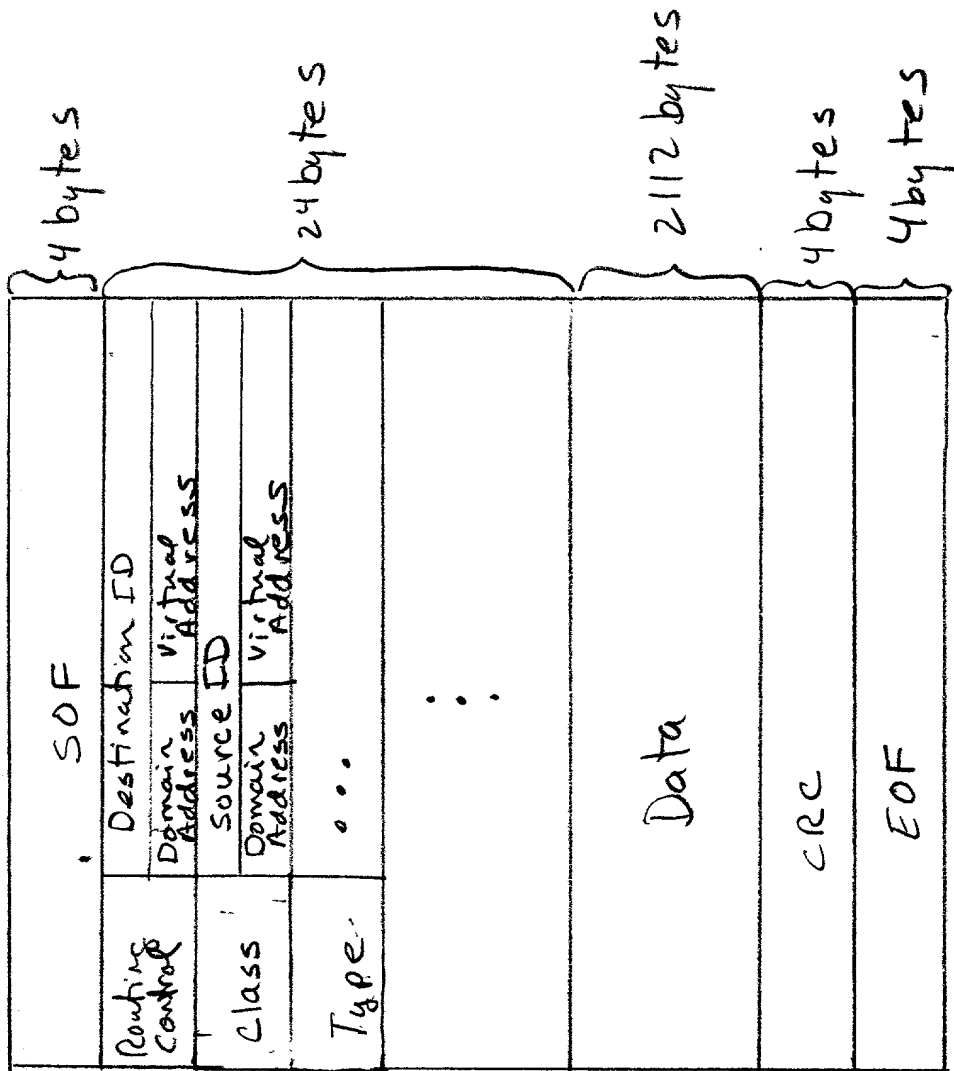 SOF
4 bytes
Routing
Control
Destination ID
Domain
Address
Virtual
Address
Class
Source ID
Domain
Address
Virtual
Address
Type
...
...
24 bytes
Data
2112 bytes
CRC
4 bytes
EOF
4 bytes